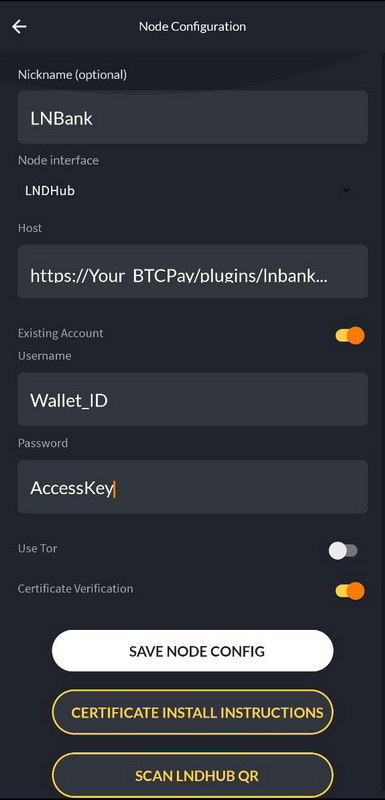 Node Configuration
Nickname (optional)
LNBank
Node interface
LNDHub
Host
https://Your_BTCPay/plugins/lnbank...
Existing Account
Username
Wallet_ID
Password
AccessKey
Use Tor
Certificate Verification
SAVE NODE CONFIG
CERTIFICATE INSTALL INSTRUCTIONS
SCAN LNDHUB QR